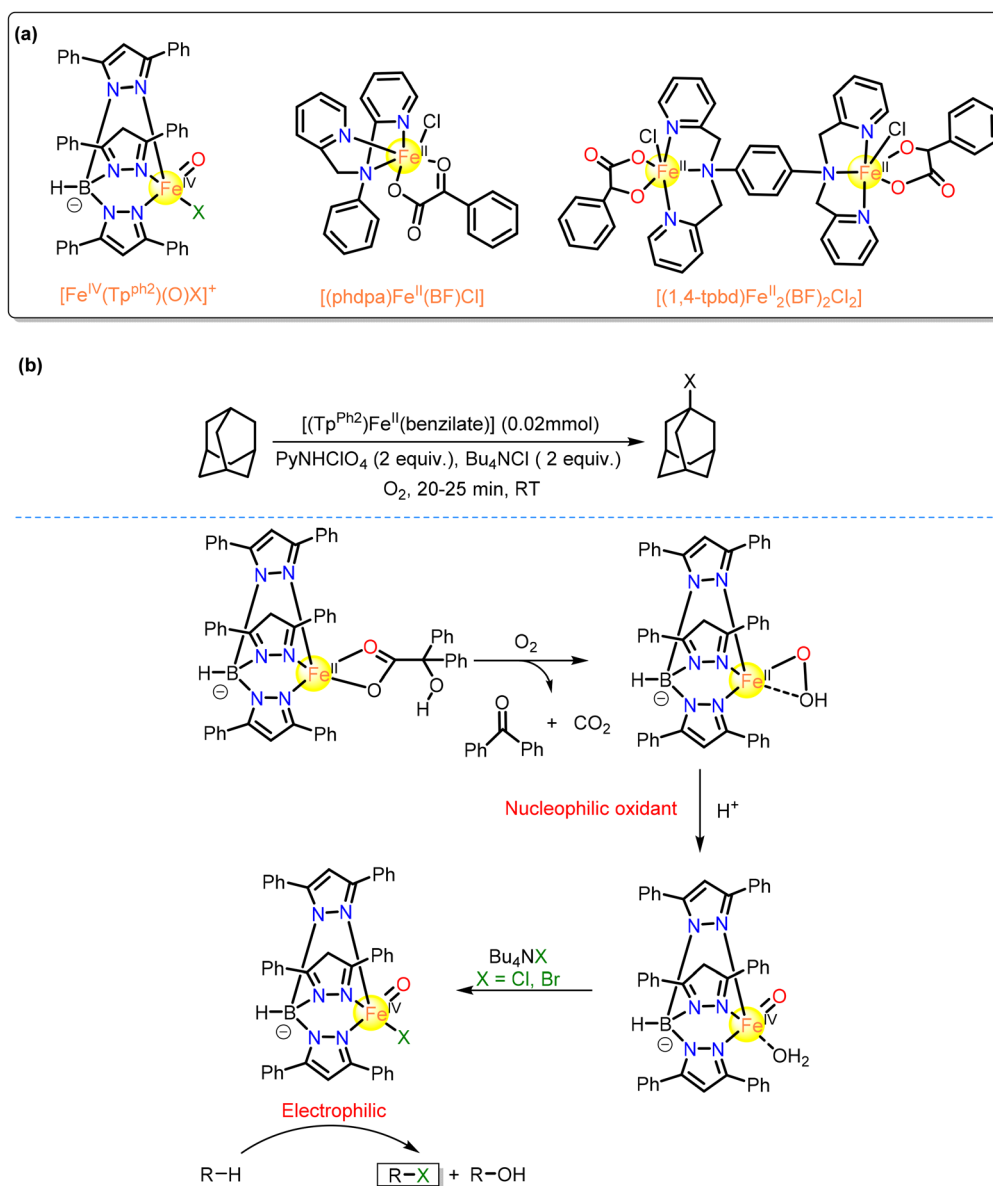 (a)
Ph Ph
N N
Ph Ph
N N O
H B Fe IV
⊖ N N X
Ph Ph
[Fe^IV(Tp^ph2)(O)X]^+
Cl
N N
Fe II
N O O
O
[(phdpa)Fe^II(BF)Cl]
Cl Cl
O N N O
O Fe II N N Fe II
O N N O O
[(1,4-tpbd)Fe^II_2(BF)_2Cl_2]
(b)
X
[(Tp^Ph2)Fe^II(benzilate)] (0.02mmol)
PyNHClO4 (2 equiv.), Bu4NCl ( 2 equiv.)
O2, 20-25 min, RT
Ph Ph
N N
Ph Ph
N N O Ph
H B Fe II Ph
⊖ N N O O
H
Ph Ph
O2
O
+ CO2
Ph Ph
Ph Ph
N N
Ph Ph
N N O
H B Fe II
⊖ N N OH
Ph Ph
Nucleophilic oxidant
H+
Ph Ph
N N
Ph Ph
N N O
H B Fe IV
⊖ N N OH2
Ph Ph
Bu4NX
X = Cl, Br
Ph Ph
N N
Ph Ph
N N O
H B Fe IV
⊖ N N X
Ph Ph
Electrophilic
R-H R-X + R-OH